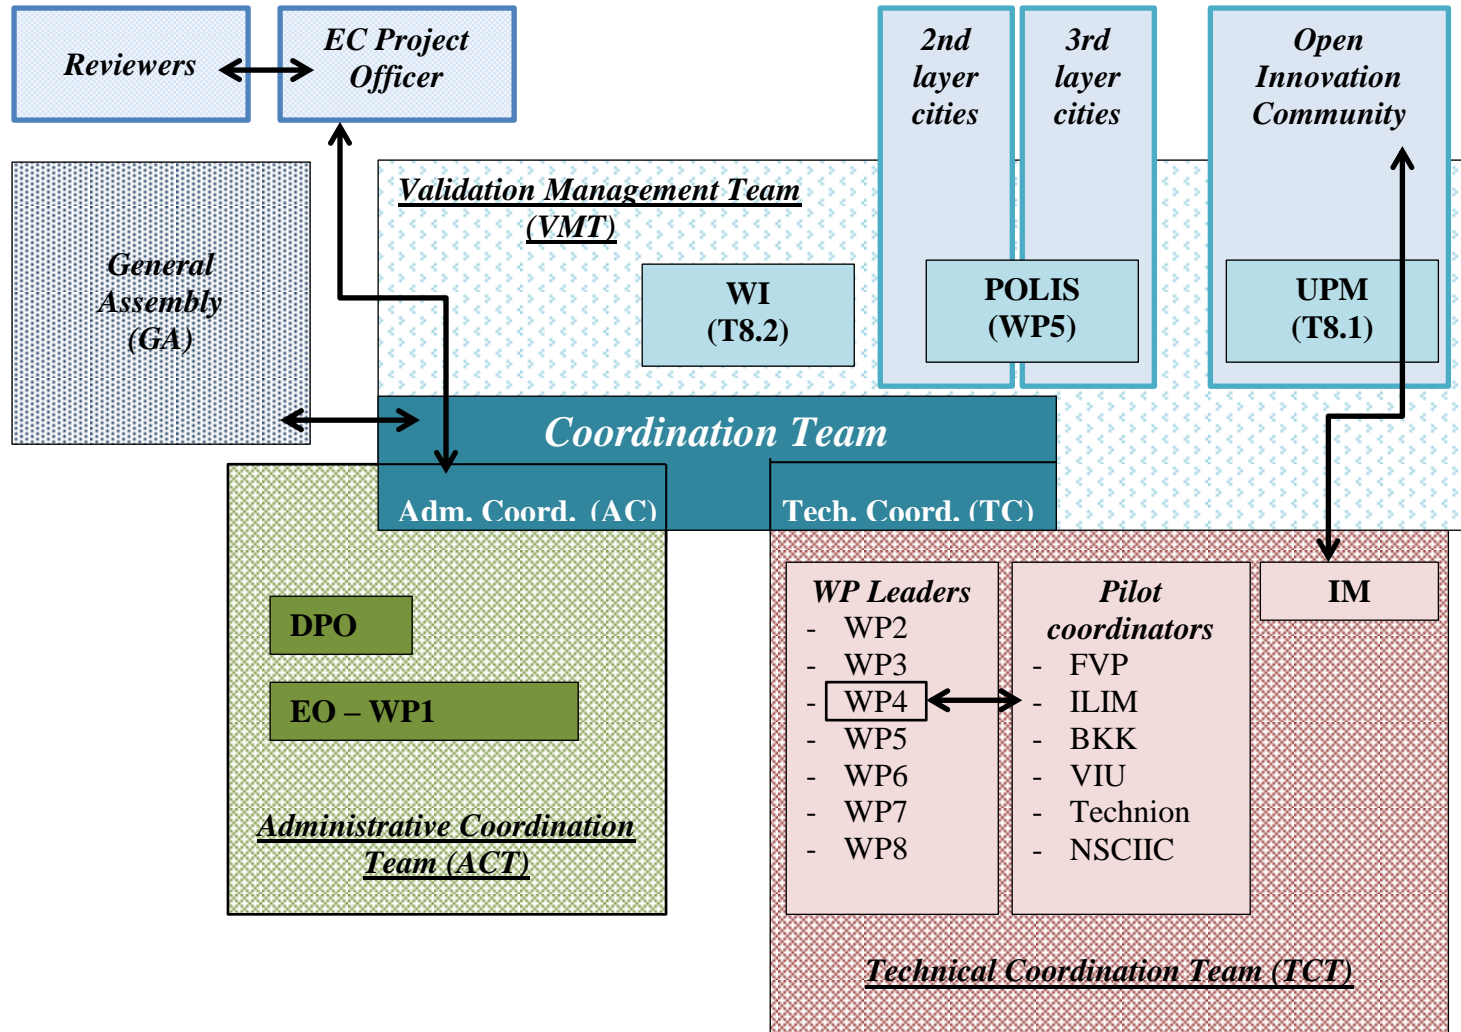 Reviewers
EC Project
Officer
2nd
layer
cities
3rd
layer
cities
Open
Innovation
Community
General
Assembly
(GA)
Validation Management Team
(VMT)
WI
(T8.2)
POLIS
(WP5)
UPM
(T8.1)
Coordination Team
Adm. Coord. (AC)
Tech. Coord. (TC)
DPO
EO – WP1
Administrative Coordination
Team (ACT)
WP Leaders
- WP2
- WP3
- WP4
- WP5
- WP6
- WP7
- WP8
Pilot
coordinators
- FVP
- ILIM
- BKK
- VIU
- Technion
- NSCIIC
IM
Technical Coordination Team (TCT)